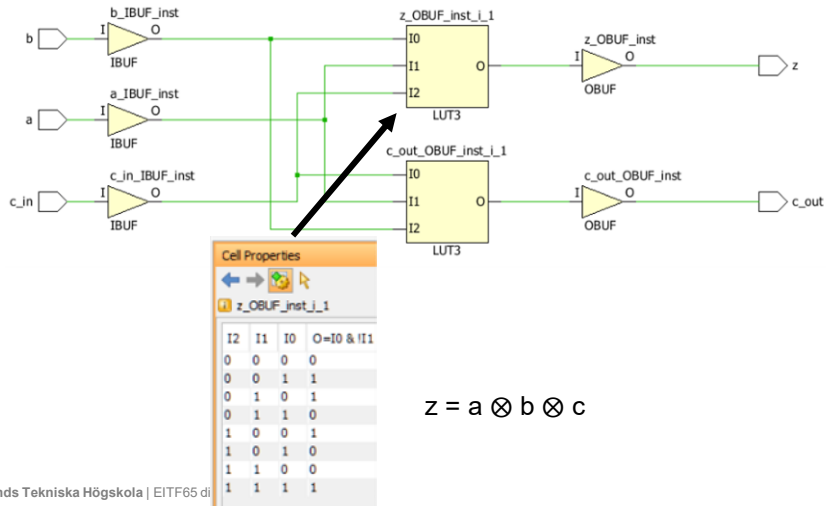 b_IBUF_inst
b I O
IBUF
a_IBUF_inst
a I O
IBUF
c_in_IBUF_inst
c_in I O
IBUF
z_OBUF_inst_i_1
I0
I1 O
I2
LUT3
z_OBUF_inst
I O z
OBUF
c_out_OBUF_inst_i_1
I0
I1 O
I2
LUT3
c_out_OBUF_inst
I O c_out
OBUF
Cell Properties
z_OBUF_inst_i_1
I2 I1 I0 O=I0 & !I1
0 0 0 0
0 0 1 1
0 1 0 1
0 1 1 0
1 0 0 1
1 0 1 0
1 1 0 0
1 1 1 1
z = a ⊗ b ⊗ c
nds Tekniska Högskola | EITF65 di